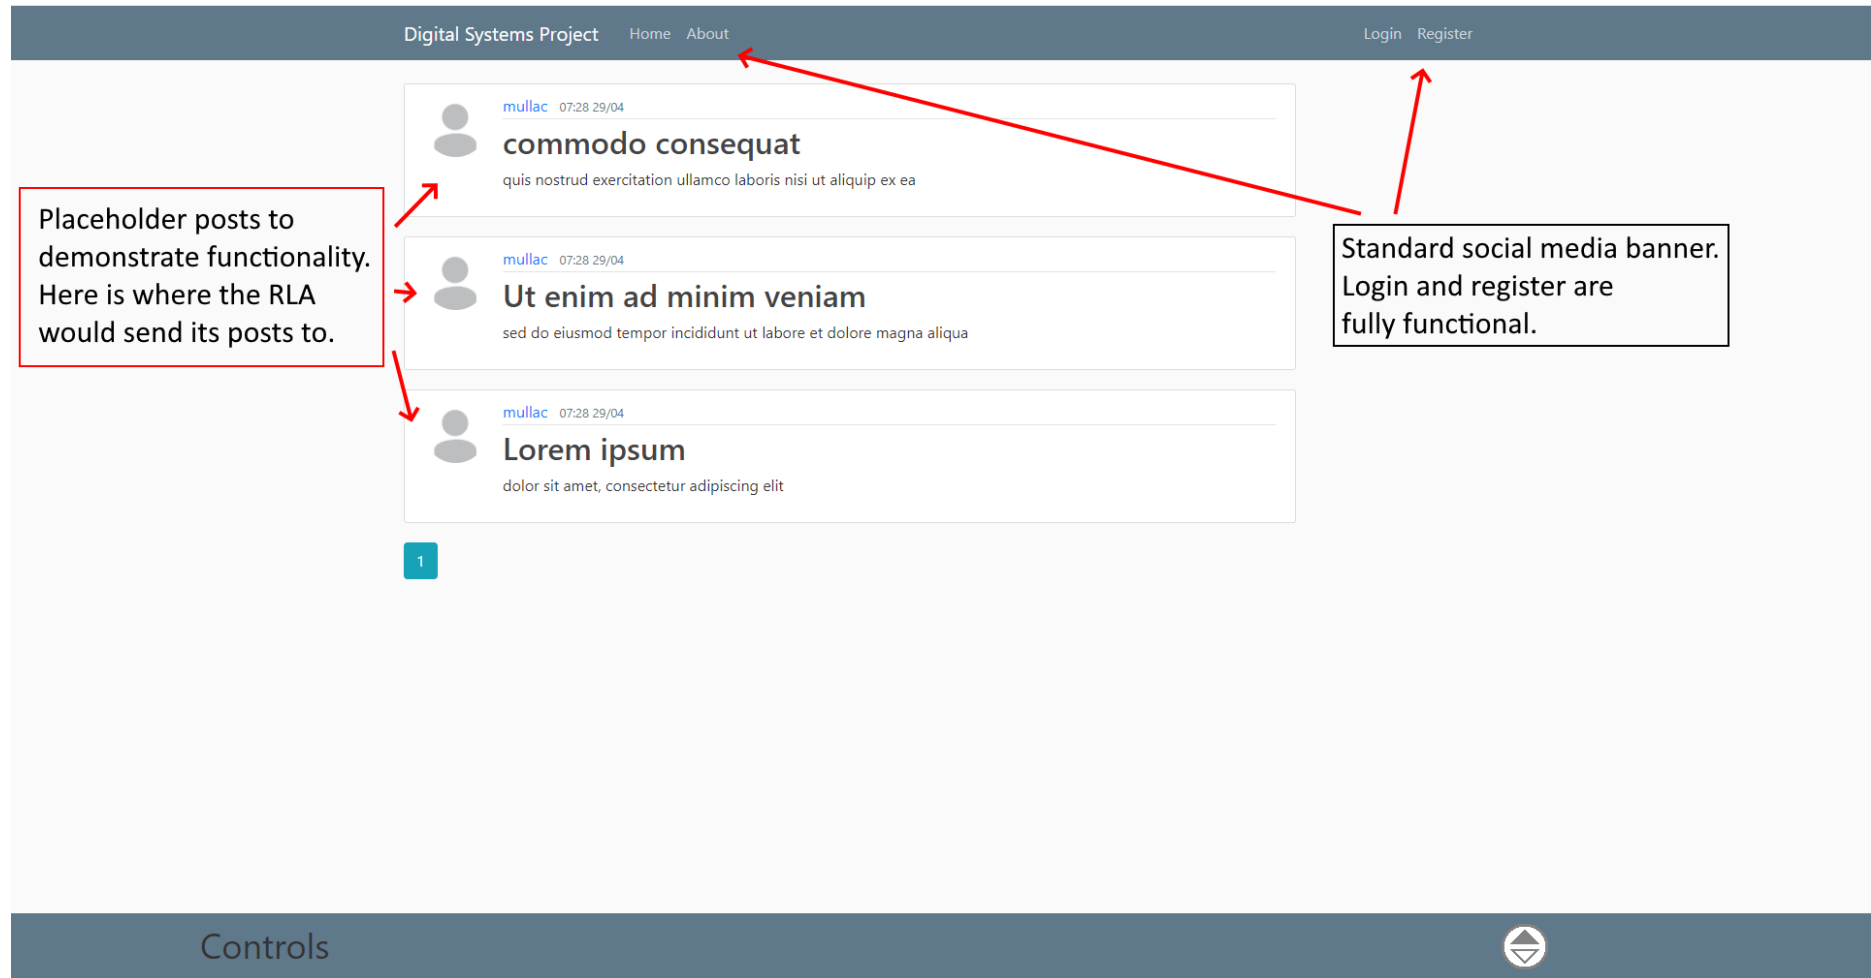 Digital Systems Project Home About Login Register
mullac 07:28 29/04
commodo consequat
quis nostrud exercitation ullamco laboris nisi ut aliquip ex ea
Placeholder posts to
demonstrate functionality.
Here is where the RLA
would send its posts to.
Standard social media banner.
Login and register are
fully functional.
mullac 07:28 29/04
Ut enim ad minim veniam
sed do eiusmod tempor incididunt ut labore et dolore magna aliqua
mullac 07:28 29/04
Lorem ipsum
dolor sit amet, consectetur adipiscing elit
1
Controls